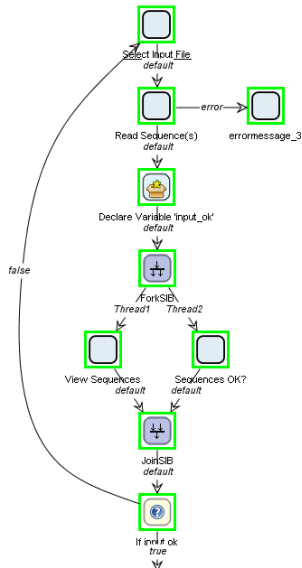 Select Input File
default
error
Read Sequence(s)
errormessage_3
default
Declare Variable 'input_ok'
default
false
ForkSIB
Thread1
Thread2
View Sequences
Sequences OK?
default
default
JoinSIB
default
If input ok
true